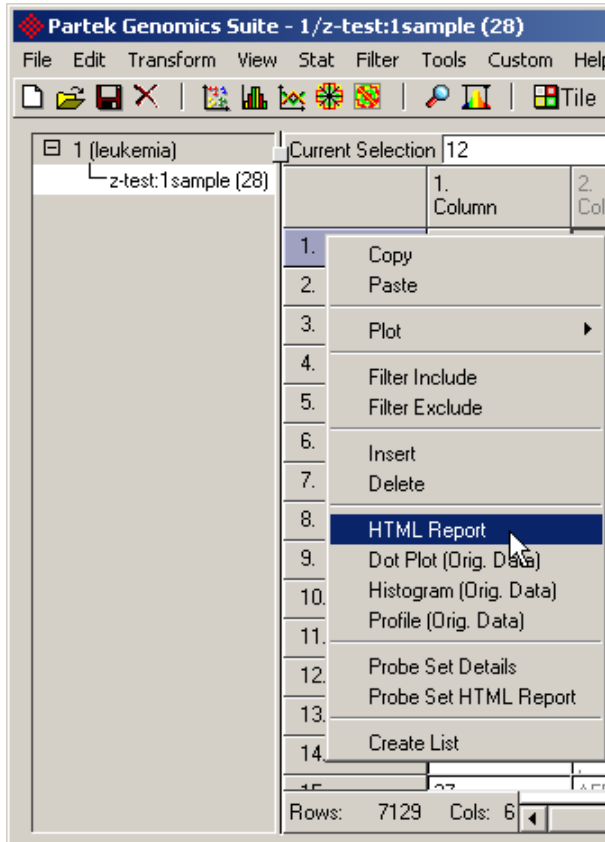 Partek Genomics Suite - 1/z-test:1sample (28)
File Edit Transform View Stat Filter Tools Custom Help
Tile
1 (leukemia)
z-test:1sample (28)
Current Selection 12
1.
Column
2.
1.
2.
3.
4.
5.
6.
7.
8.
9.
10.
11.
12.
13.
14.
Copy
Paste
Plot
Filter Include
Filter Exclude
Insert
Delete
HTML Report
Dot Plot (Orig. Data)
Histogram (Orig. Data)
Profile (Orig. Data)
Probe Set Details
Probe Set HTML Report
Create List
Rows: 7129 Cols: 6